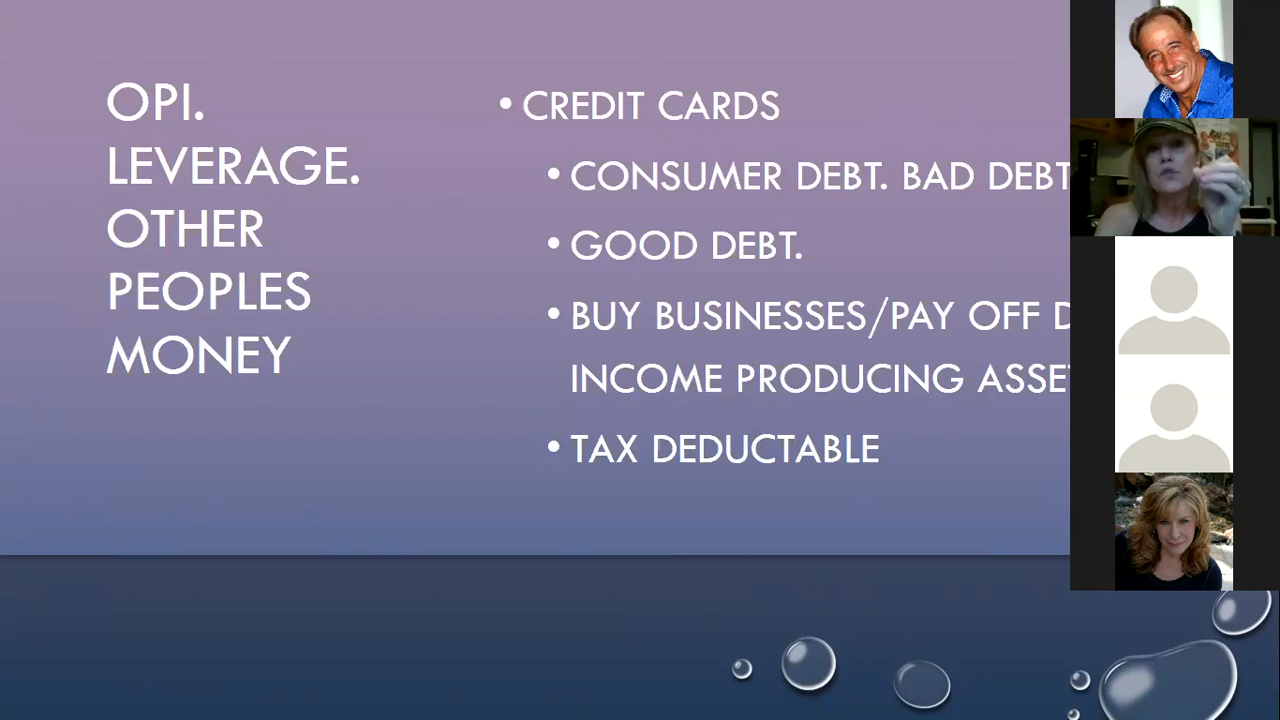 OPI.
LEVERAGE.
OTHER
PEOPLES
MONEY
• CREDIT CARDS
• CONSUMER DEBT. BAD DEBT
• GOOD DEBT.
• BUY BUSINESSES/PAY OFF
INCOME PRODUCING
• TAX DEDUCTABLE